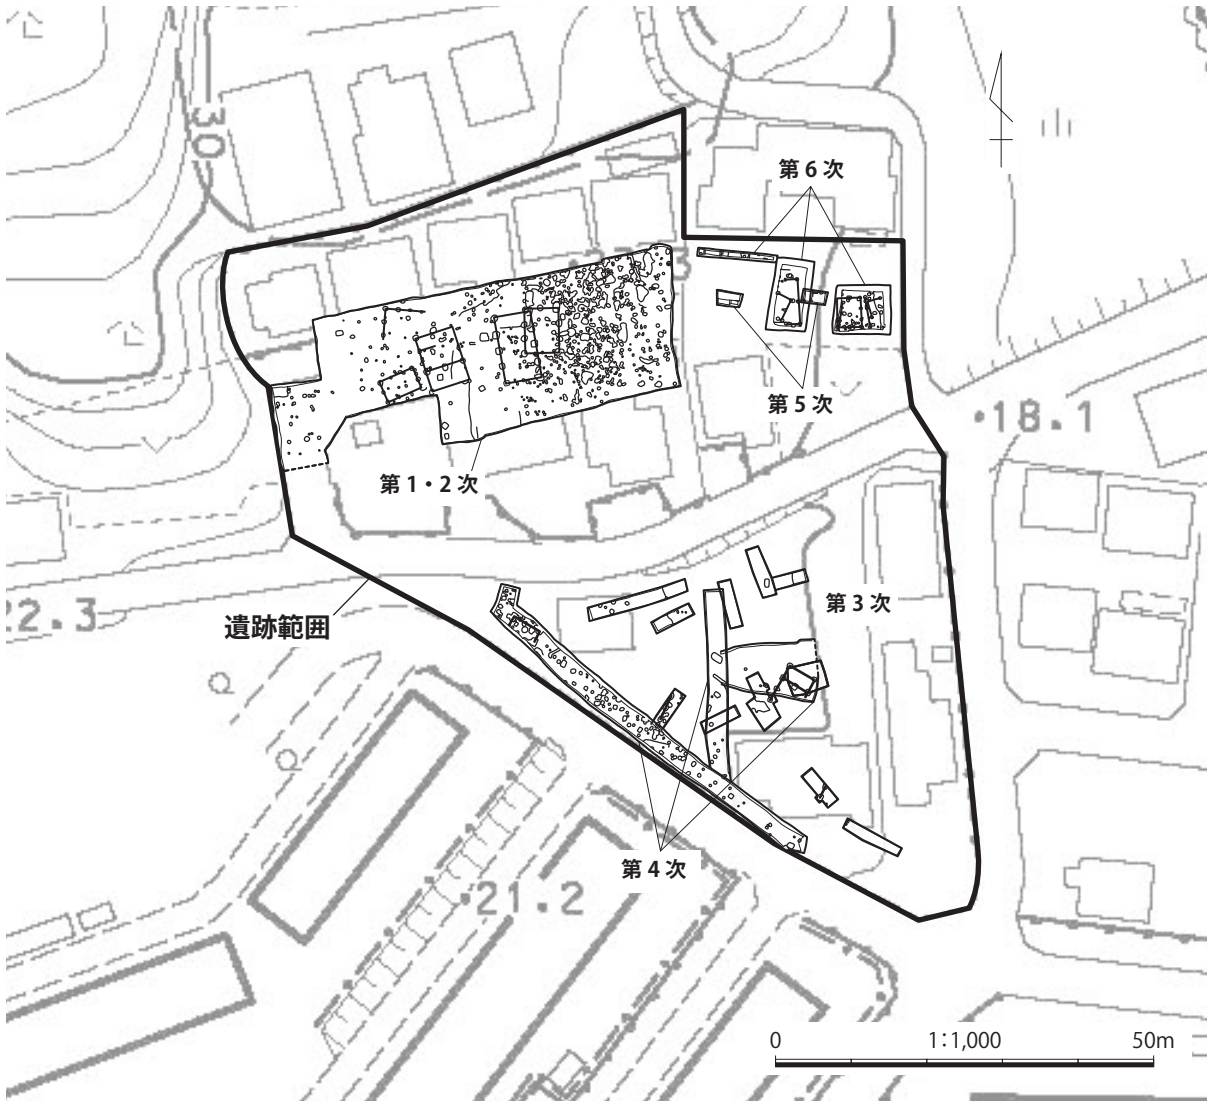 30
第6次
第5次
・18.1
第1・2次
22.3
遺跡範囲
第3次
第4次
・21.2
0 1:1,000 50m